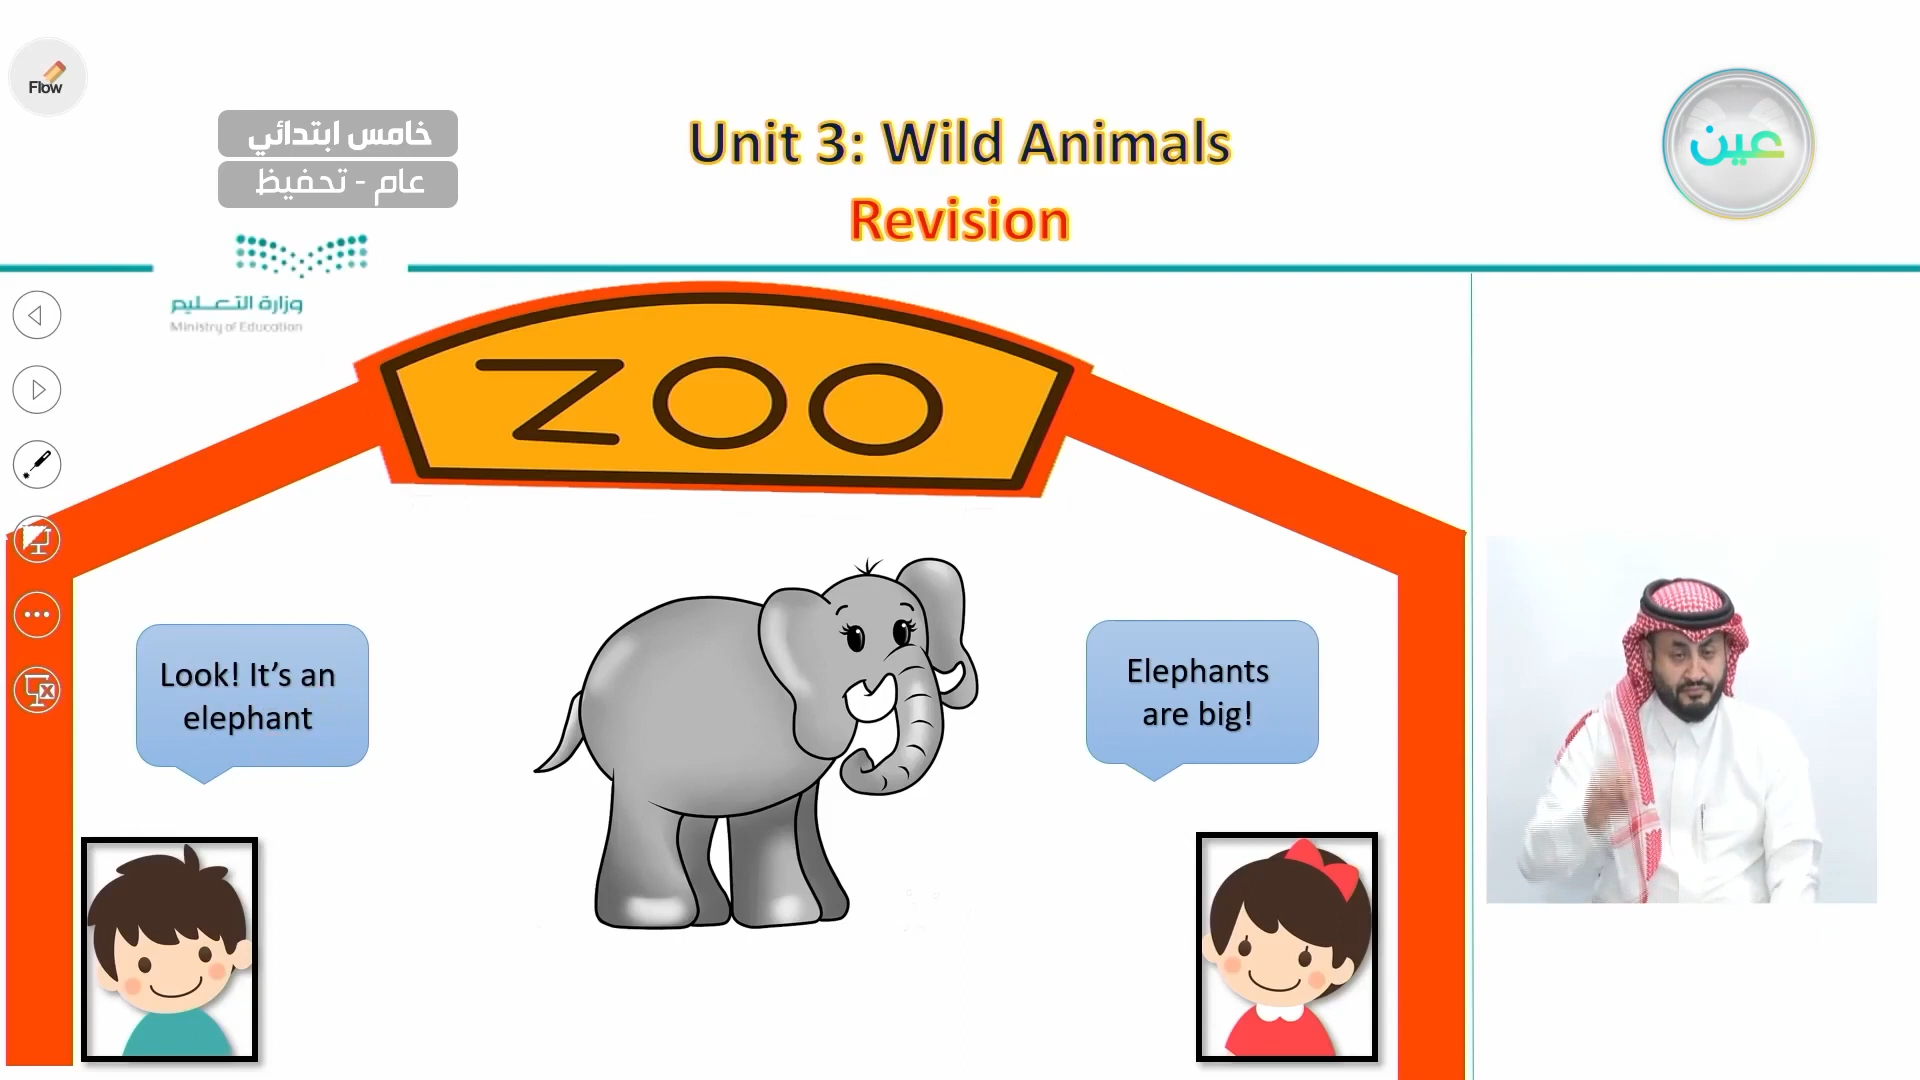 Flow
خامس ابتدائي
عام - تحفيظ
Unit 3: Wild Animals
Revision
عين
وزارة التعـليم
Ministry of Education
ZOO
Look! It’s an
elephant
Elephants
are big!